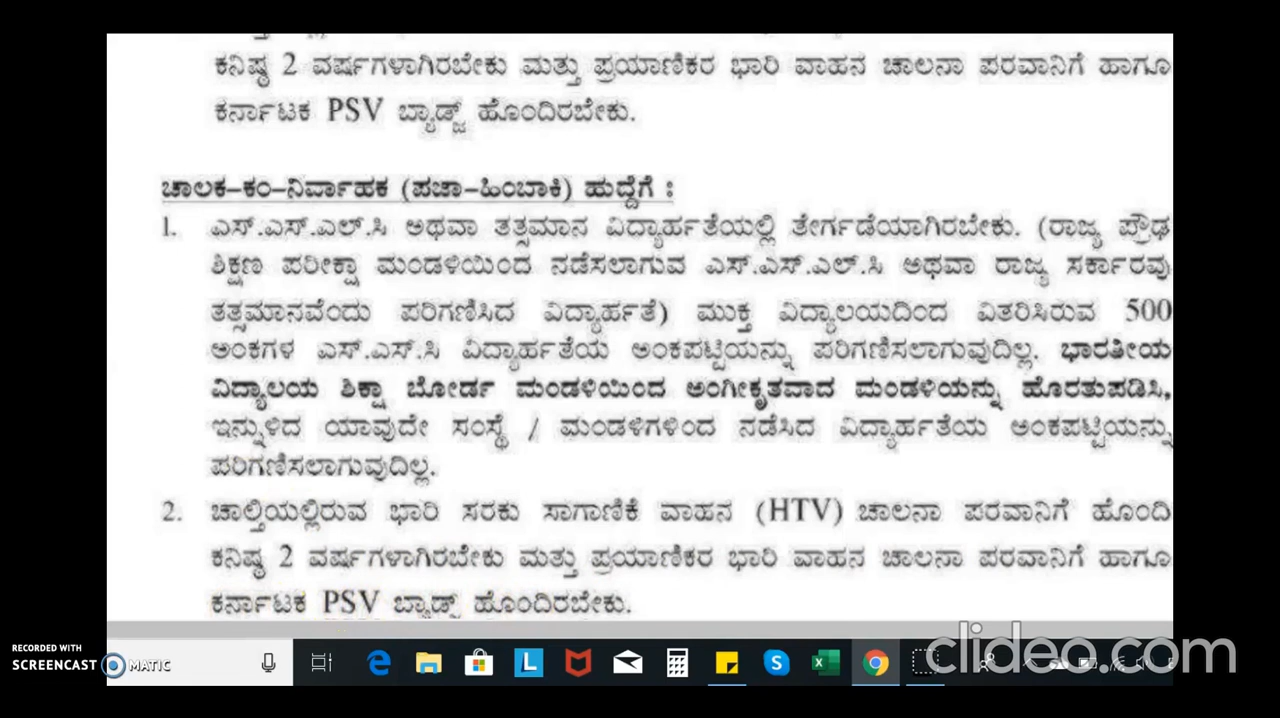 ಕನಿಷ್ಠ 2 ವರ್ಷಗಳಾಗಿರಬೇಕು ಮತ್ತು ಪ್ರಯಾಣಿಕರ ಭಾರಿ ವಾಹನ ಚಾಲನಾ ಪರವಾನಿಗೆ ಹಾಗೂ
ಕರ್ನಾಟಕ PSV ಬ್ಯಾಡ್ಜ್ ಹೊಂದಿರಬೇಕು.
ಚಾಲಕ-ಕಂ-ನಿರ್ವಾಹಕ (ಪಜಾ-ಹಿಂಬಾಕಿ) ಹುದ್ದೆಗೆ :
1. ಎಸ್.ಎಸ್.ಎಲ್.ಸಿ ಅಥವಾ ತತ್ಸಮಾನ ವಿದ್ಯಾರ್ಹತೆಯಲ್ಲಿ ತೇರ್ಗಡೆಯಾಗಿರಬೇಕು. (ರಾಜ್ಯ ಪ್ರೌಢ
ಶಿಕ್ಷಣ ಪರೀಕ್ಷಾ ಮಂಡಳಿಯಿಂದ ನಡೆಸಲಾಗುವ ಎಸ್.ಎಸ್.ಎಲ್.ಸಿ ಅಥವಾ ರಾಜ್ಯ ಸರ್ಕಾರವು
ತತ್ಸಮಾನವೆಂದು ಪರಿಗಣಿಸಿದ ವಿದ್ಯಾರ್ಹತೆ) ಮುಕ್ತ ವಿದ್ಯಾಲಯದಿಂದ ವಿತರಿಸಿರುವ 500
ಅಂಕಗಳ ಎಸ್.ಎಸ್.ಸಿ ವಿದ್ಯಾರ್ಹತೆಯ ಅಂಕಪಟ್ಟಿಯನ್ನು ಪರಿಗಣಿಸಲಾಗುವುದಿಲ್ಲ. ಭಾರತೀಯ
ವಿದ್ಯಾಲಯ ಶಿಕ್ಷಾ ಬೋರ್ಡ ಮಂಡಳಿಯಿಂದ ಅಂಗೀಕೃತವಾದ ಮಂಡಳಿಯನ್ನು ಹೊರತುಪಡಿಸಿ,
ಇನ್ನುಳಿದ ಯಾವುದೇ ಸಂಸ್ಥೆ / ಮಂಡಳಿಗಳಿಂದ ನಡೆಸಿದ ವಿದ್ಯಾರ್ಹತೆಯ ಅಂಕಪಟ್ಟಿಯನ್ನು
ಪರಿಗಣಿಸಲಾಗುವುದಿಲ್ಲ.
2. ಚಾಲ್ತಿಯಲ್ಲಿರುವ ಭಾರಿ ಸರಕು ಸಾಗಾಣಿಕೆ ವಾಹನ (HTV) ಚಾಲನಾ ಪರವಾನಿಗೆ ಹೊಂದಿ
ಕನಿಷ್ಠ 2 ವರ್ಷಗಳಾಗಿರಬೇಕು ಮತ್ತು ಪ್ರಯಾಣಿಕರ ಭಾರಿ ವಾಹನ ಚಾಲನಾ ಪರವಾನಿಗೆ ಹಾಗೂ
ಕರ್ನಾಟಕ PSV ಬ್ಯಾಡ್ಜ್ ಹೊಂದಿರಬೇಕು.
RECORDED WITH
SCREENCAST MATIC
clideo.com